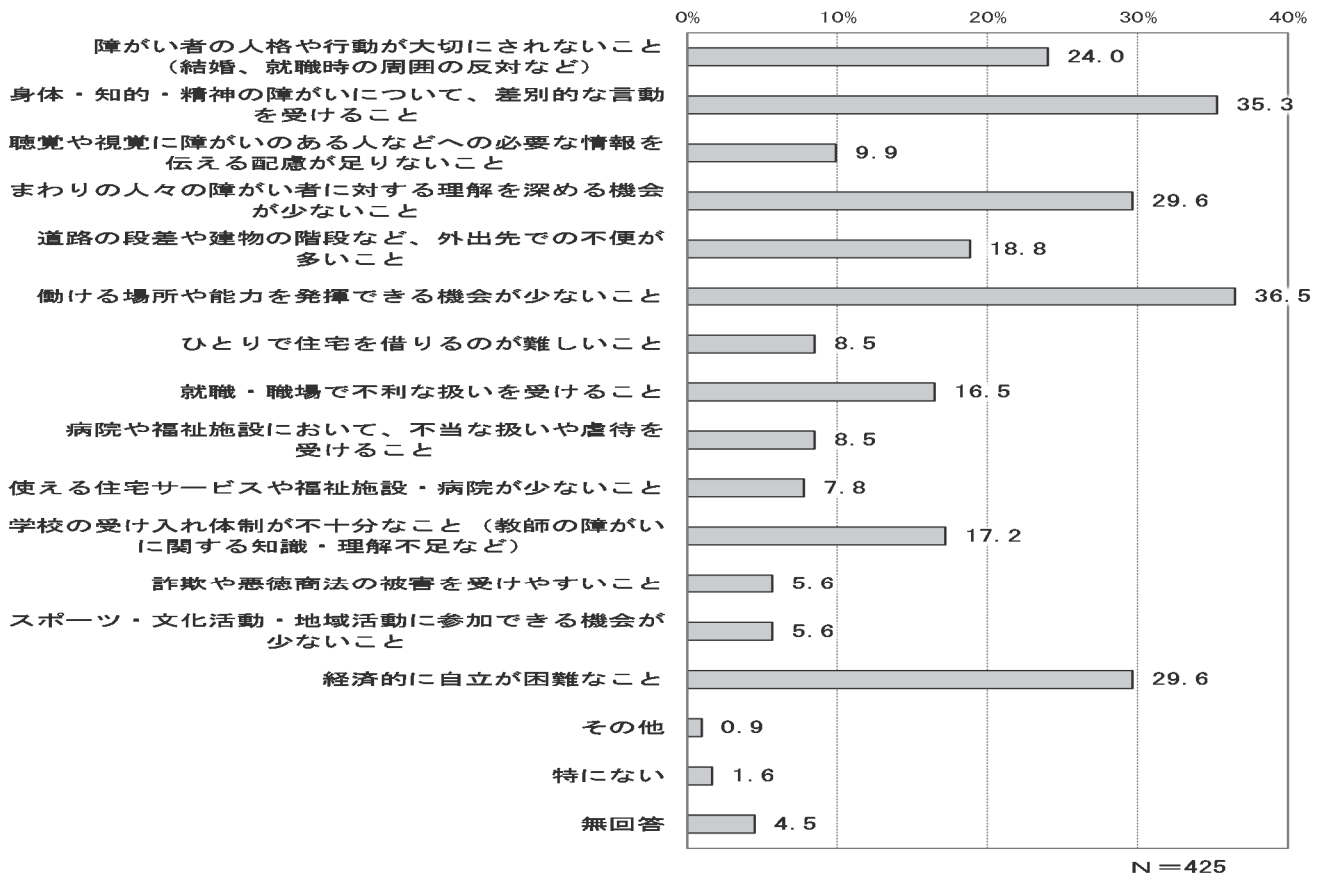 0% 10% 20% 30% 40%
障がい者の人格や行動が大切にされないこと
（結婚、就職時の周囲の反対など）
24.0
身体・知的・精神の障がいについて、差別的な言動
を受けること
35.3
聴覚や視覚に障がいのある人などへの必要な情報を
伝える配慮が足りないこと
9.9
まわりの人々の障がい者に対する理解を深める機会
が少ないこと
29.6
道路の段差や建物の階段など、外出先での不便が
多いこと
18.8
働ける場所や能力を発揮できる機会が少ないこと
36.5
ひとりで住宅を借りるのが難しいこと
8.5
就職・職場で不利な扱いを受けること
16.5
病院や福祉施設において、不当な扱いや虐待を
受けること
8.5
使える住宅サービスや福祉施設・病院が少ないこと
7.8
学校の受け入れ体制が不十分なこと（教師の障がい
に関する知識・理解不足など）
17.2
詐欺や悪徳商法の被害を受けやすいこと
5.6
スポーツ・文化活動・地域活動に参加できる機会が
少ないこと
5.6
経済的に自立が困難なこと
29.6
その他
0.9
特にない
1.6
無回答
4.5
N＝425